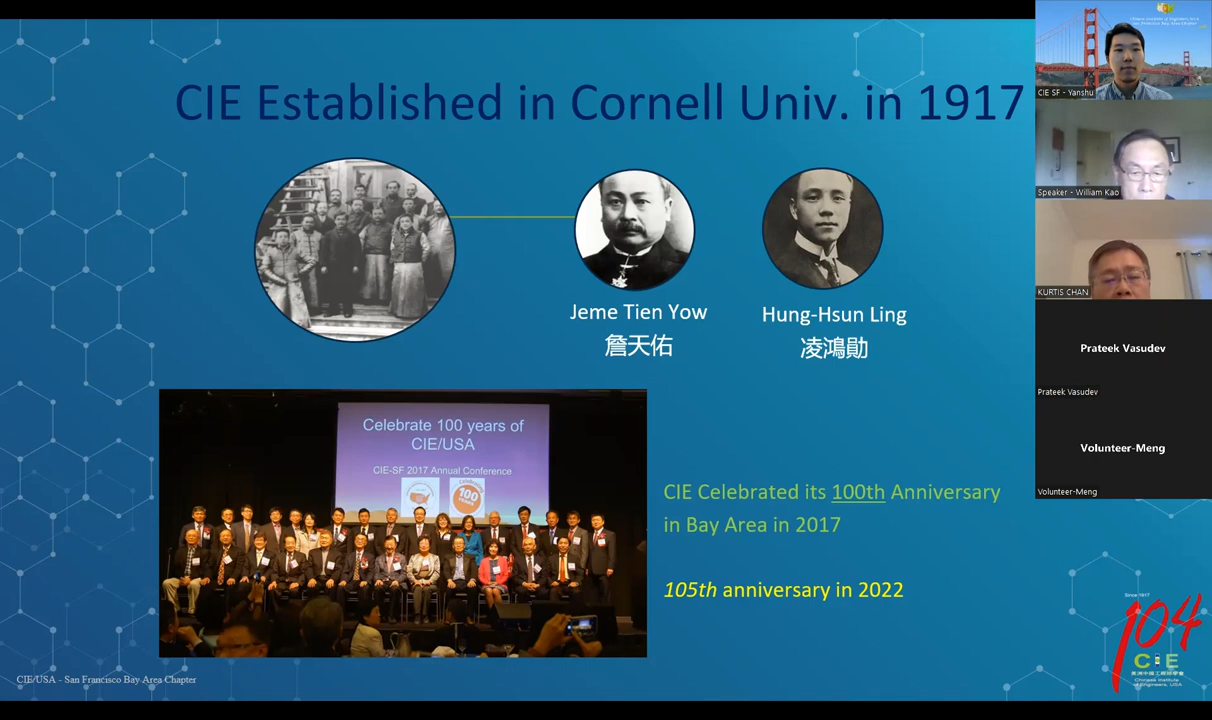 CIE Established in Cornell Univ. in 1917
Jeme Tien Yow
詹天佑
Hung-Hsun Ling
凌鴻勛
Celebrate 100 years of
CIE/USA
CIE-SF 2017 Annual Conference
Celebrating
100
YEARS
CIE Celebrated its 100th Anniversary
in Bay Area in 2017
105th anniversary in 2022
CIE/USA - San Francisco Bay Area Chapter
Since 1917
104
CIE
Chinese Institute
of Engineers, USA
CIE SF - Yanshu
Speaker - William Kao
KURTIS CHAN
Prateek Vasudev
Prateek Vasudev
Volunteer-Meng
Volunteer-Meng